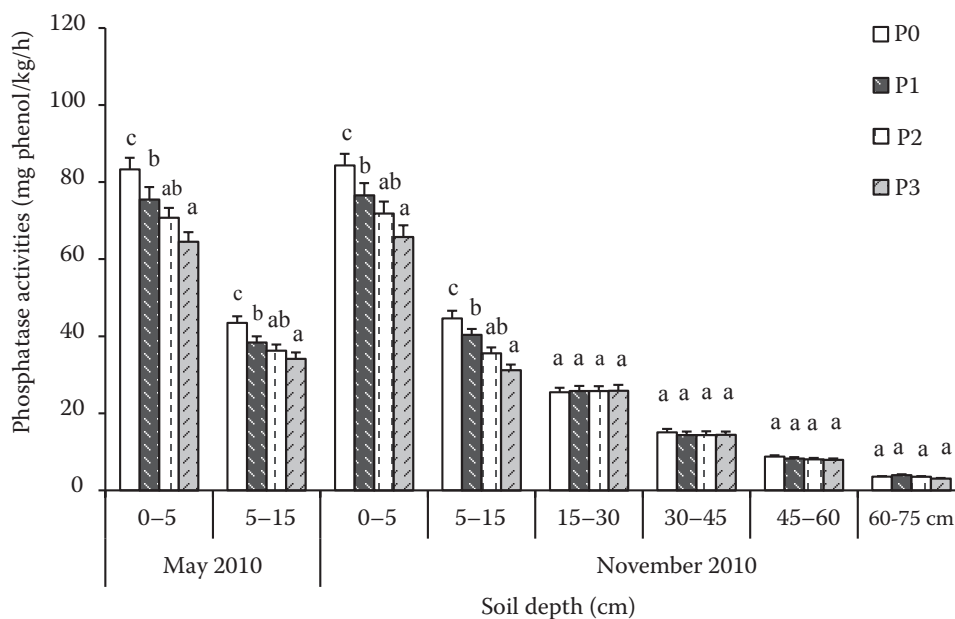 Phosphatase activities (mg phenol/kg/h)
120
100
80
60
40
20
0
P0
P1
P2
P3
c b ab a
c b ab a
c b ab a
c b ab a
a a a a
a a a a
a a a a
a a a a
0–5 5–15 0–5 5–15 15–30 30–45 45–60 60-75 cm
May 2010 November 2010
Soil depth (cm)